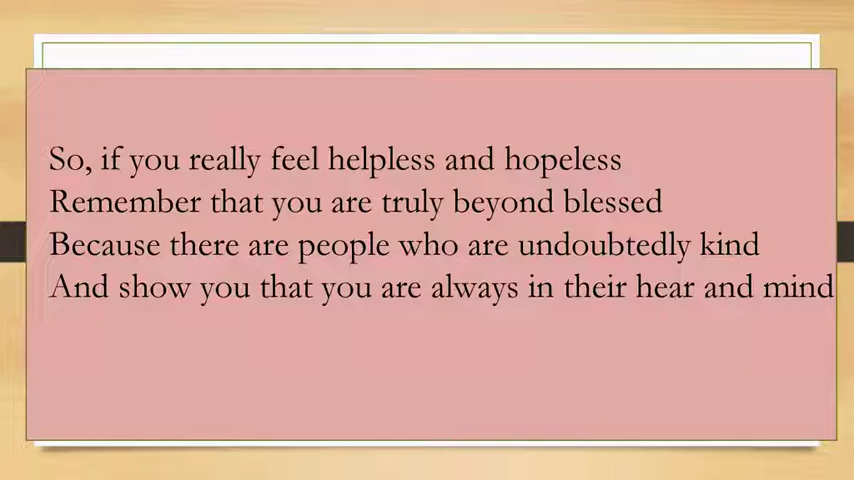 So, if you really feel helpless and hopeless
Remember that you are truly beyond blessed
Because there are people who are undoubtedly kind
And show you that you are always in their hear and mind